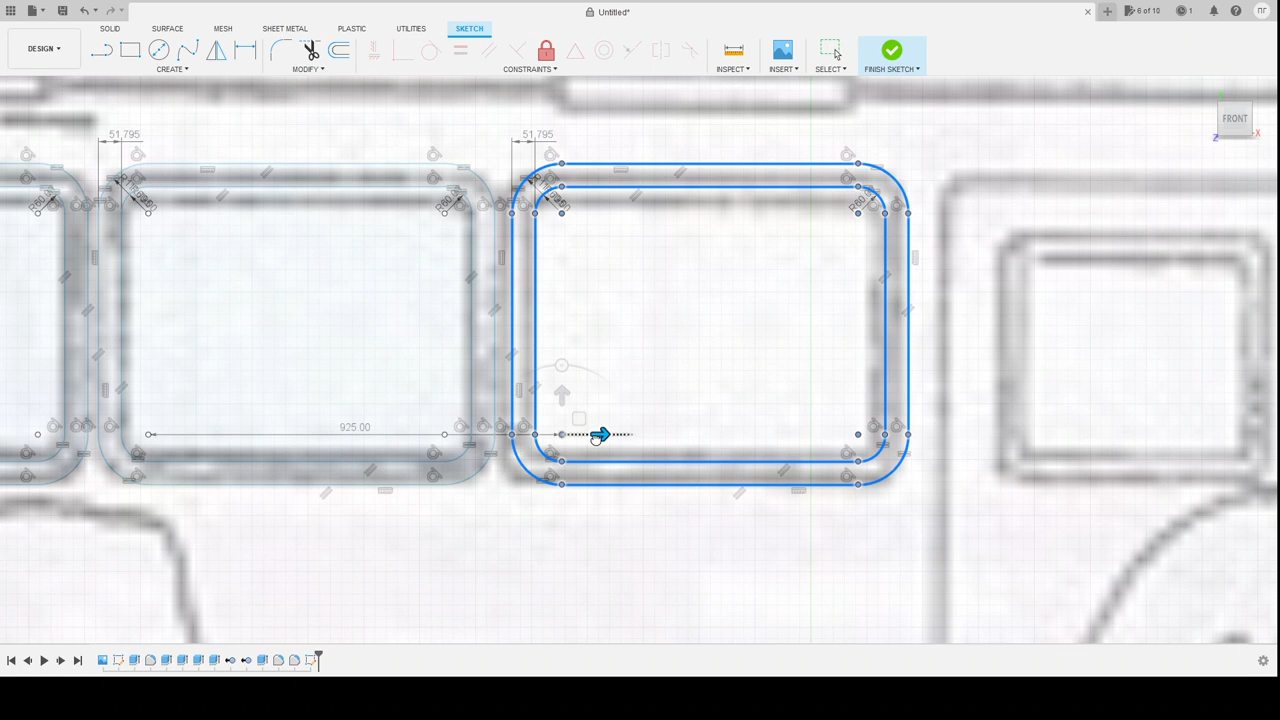 Untitled*
6 of 10
1
ПГ
DESIGN
SOLID
SURFACE
MESH
SHEET METAL
PLASTIC
UTILITIES
SKETCH
CREATE
MODIFY
CONSTRAINTS
INSPECT
INSERT
SELECT
FINISH SKETCH
FRONT
X
Z
51,795
51,795
925.00